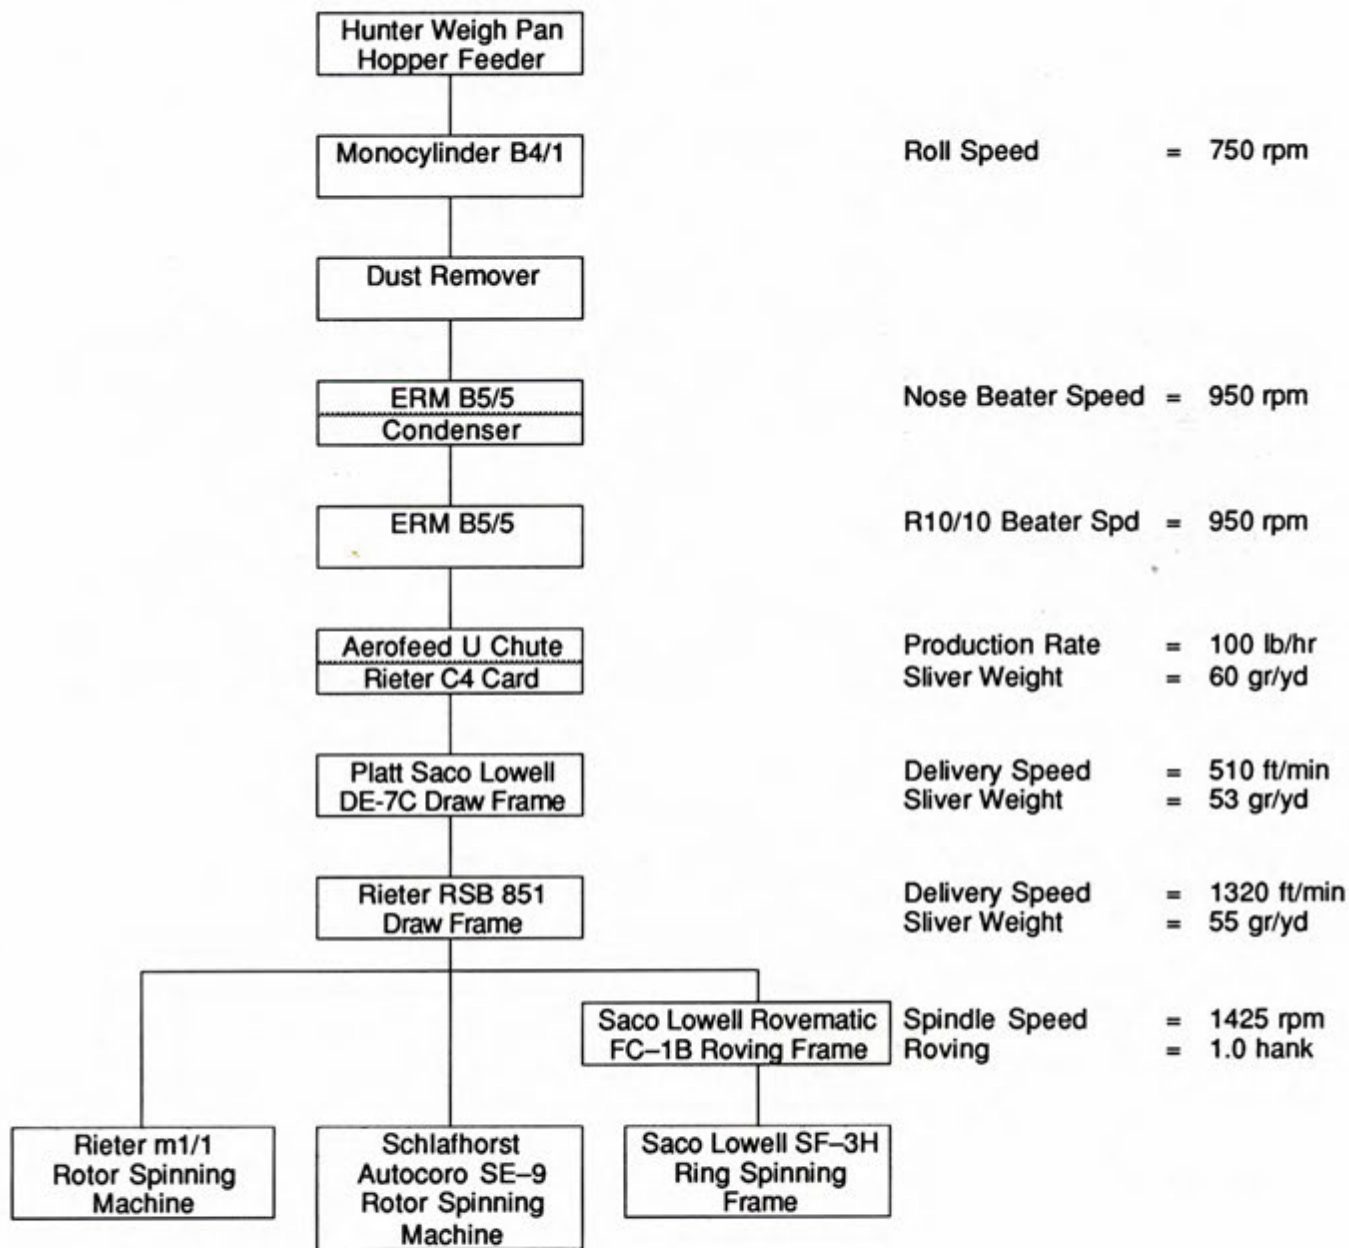 Hunter Weigh Pan
Hopper Feeder
Monocylinder B4/1
Roll Speed = 750 rpm
Dust Remover
ERM B5/5
Condenser
Nose Beater Speed = 950 rpm
ERM B5/5
R10/10 Beater Spd = 950 rpm
Aerofeed U Chute
Rieter C4 Card
Production Rate = 100 lb/hr
Sliver Weight = 60 gr/yd
Platt Saco Lowell
DE-7C Draw Frame
Delivery Speed = 510 ft/min
Sliver Weight = 53 gr/yd
Rieter RSB 851
Draw Frame
Delivery Speed = 1320 ft/min
Sliver Weight = 55 gr/yd
Saco Lowell Rovematic
FC–1B Roving Frame
Spindle Speed = 1425 rpm
Roving = 1.0 hank
Rieter m1/1
Rotor Spinning
Machine
Schlafhorst
Autocoro SE–9
Rotor Spinning
Machine
Saco Lowell SF–3H
Ring Spinning
Frame